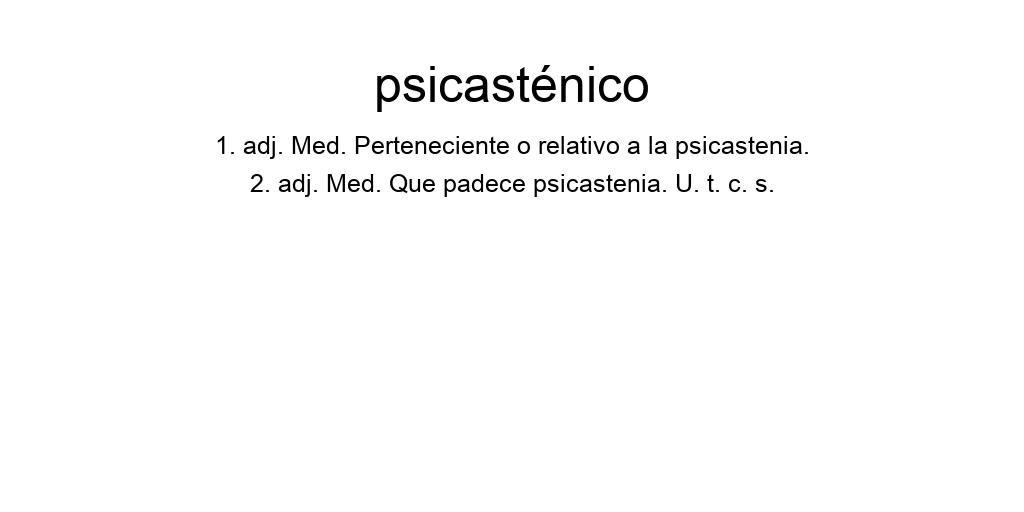 psicasténico
1. adj. Med. Perteneciente o relativo a la psicastenia.
2. adj. Med. Que padece psicastenia. U. t. c. s.